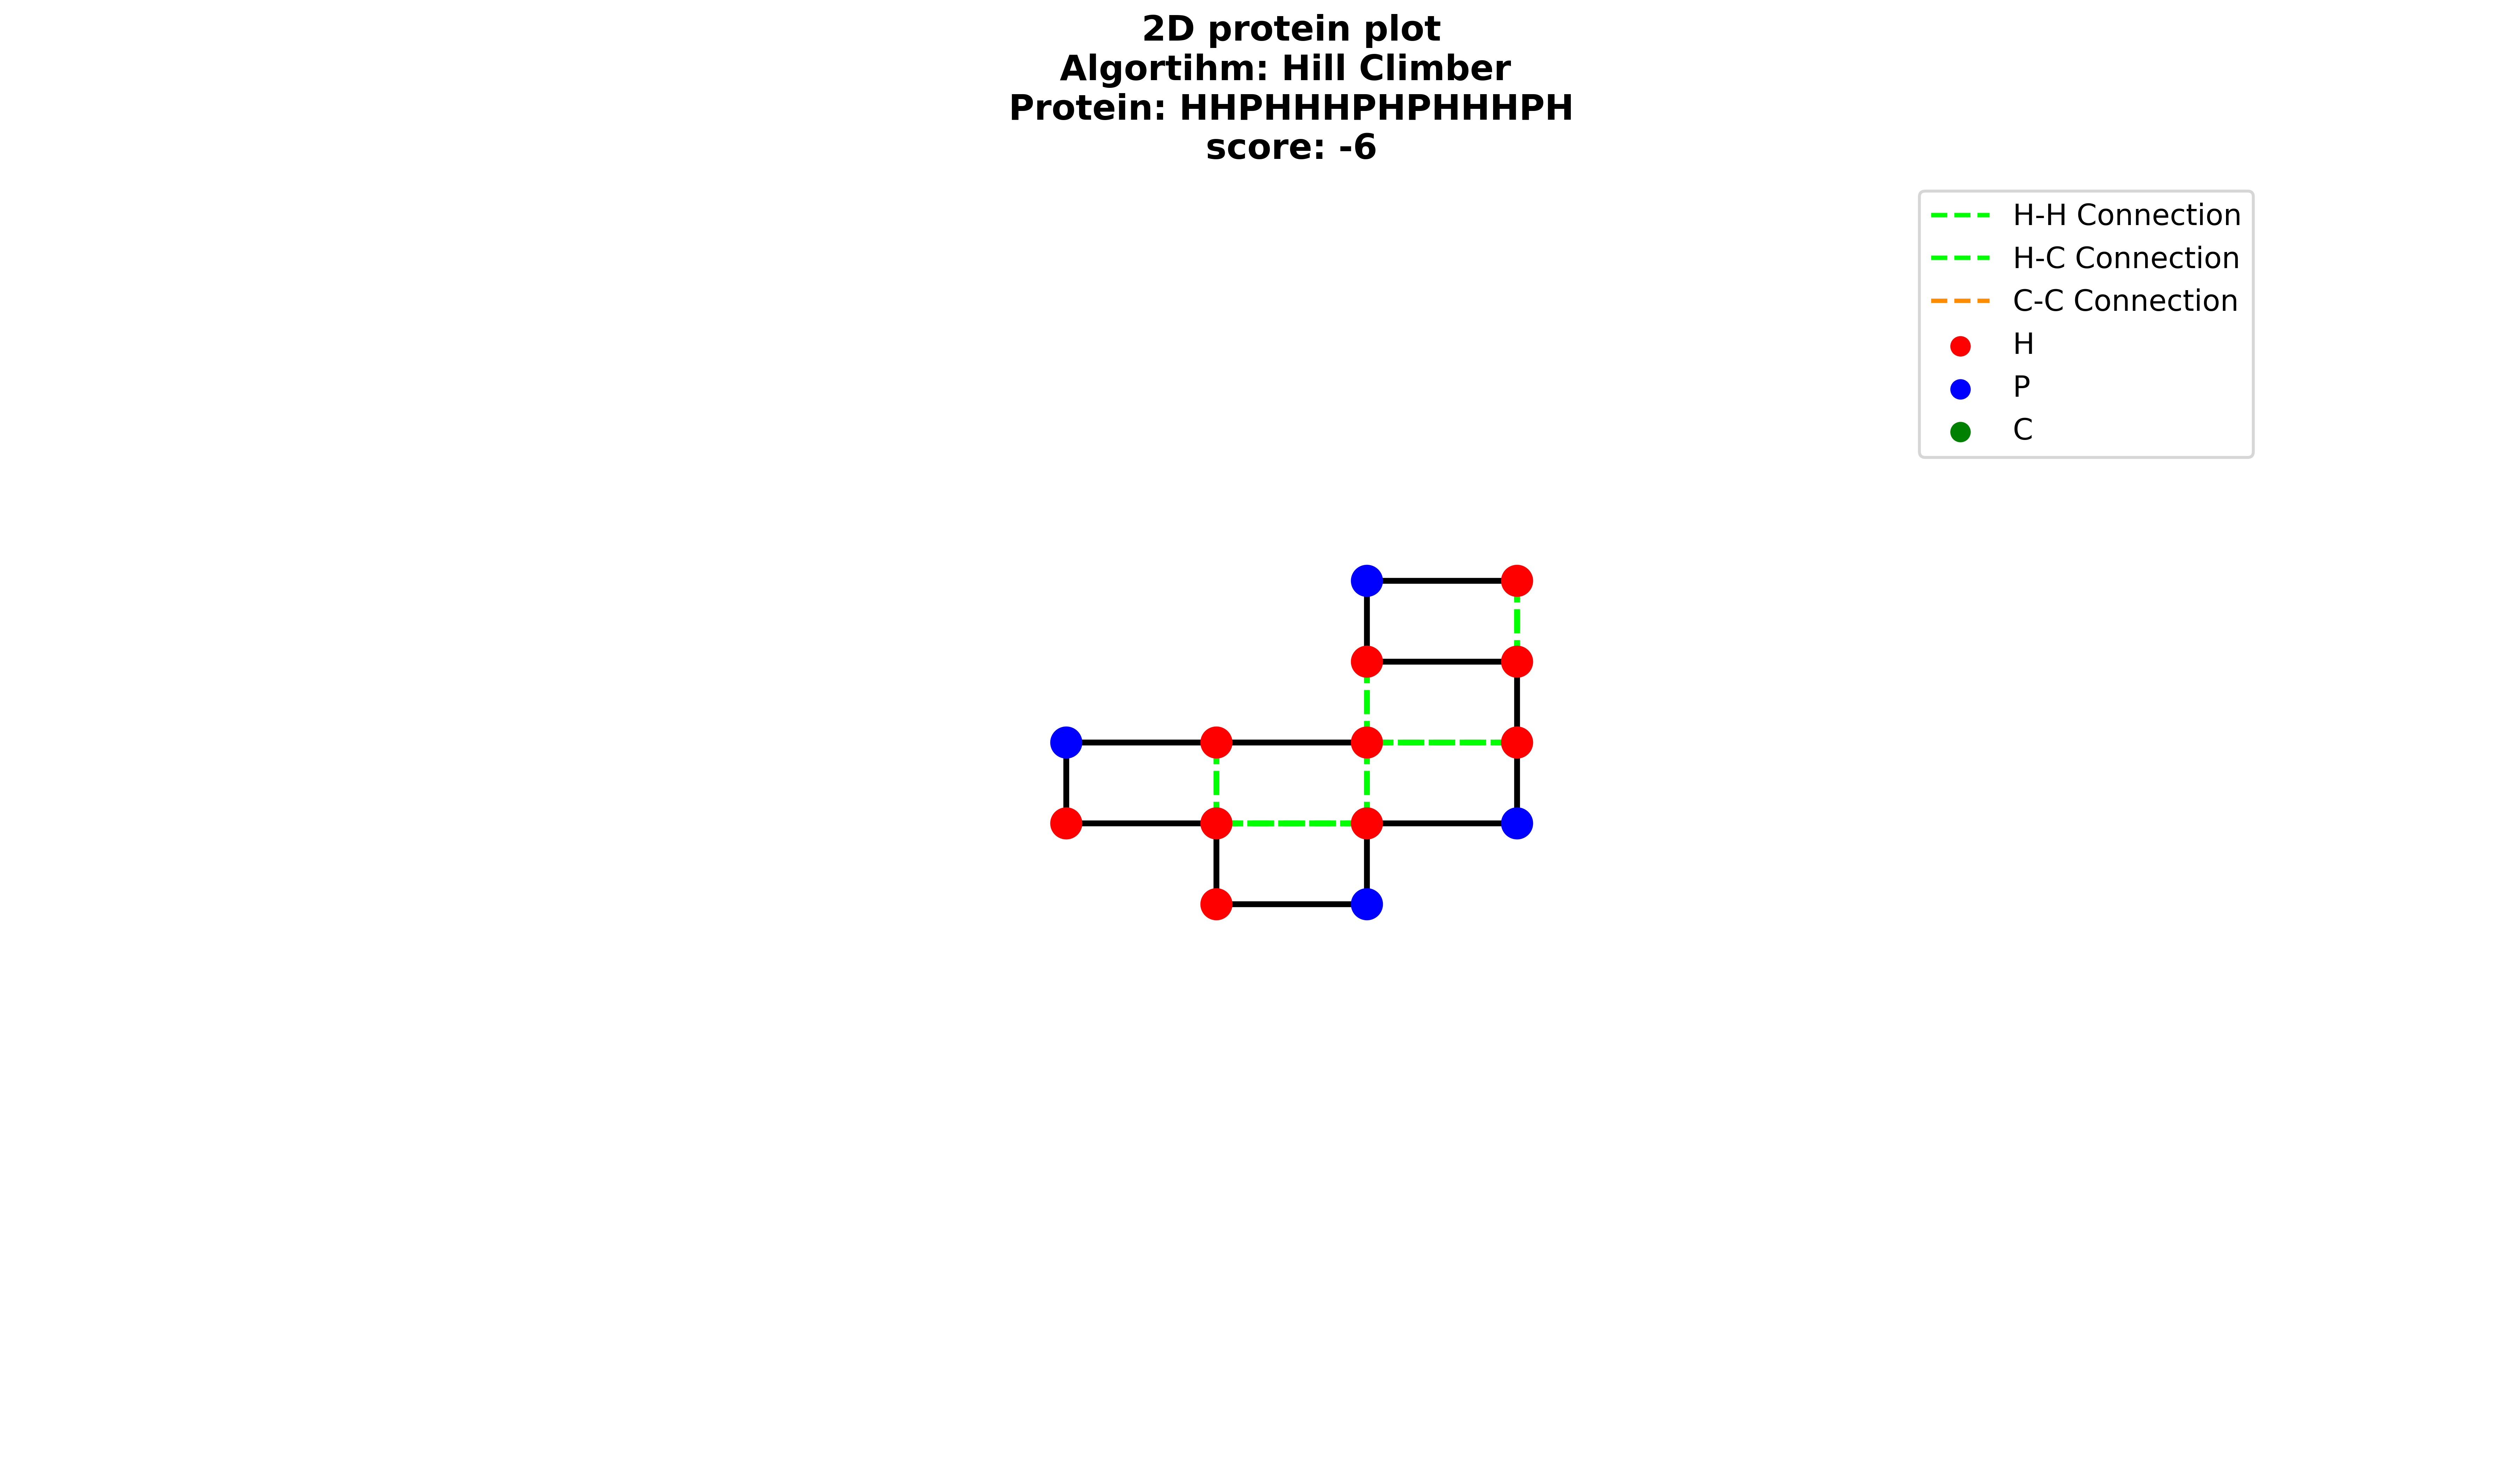 2D protein plot
Algortihm: Hill Climber
Protein: HHPHHHPHPHHHPH
score: -6
H-H Connection
H-C Connection
C-C Connection
H
P
C